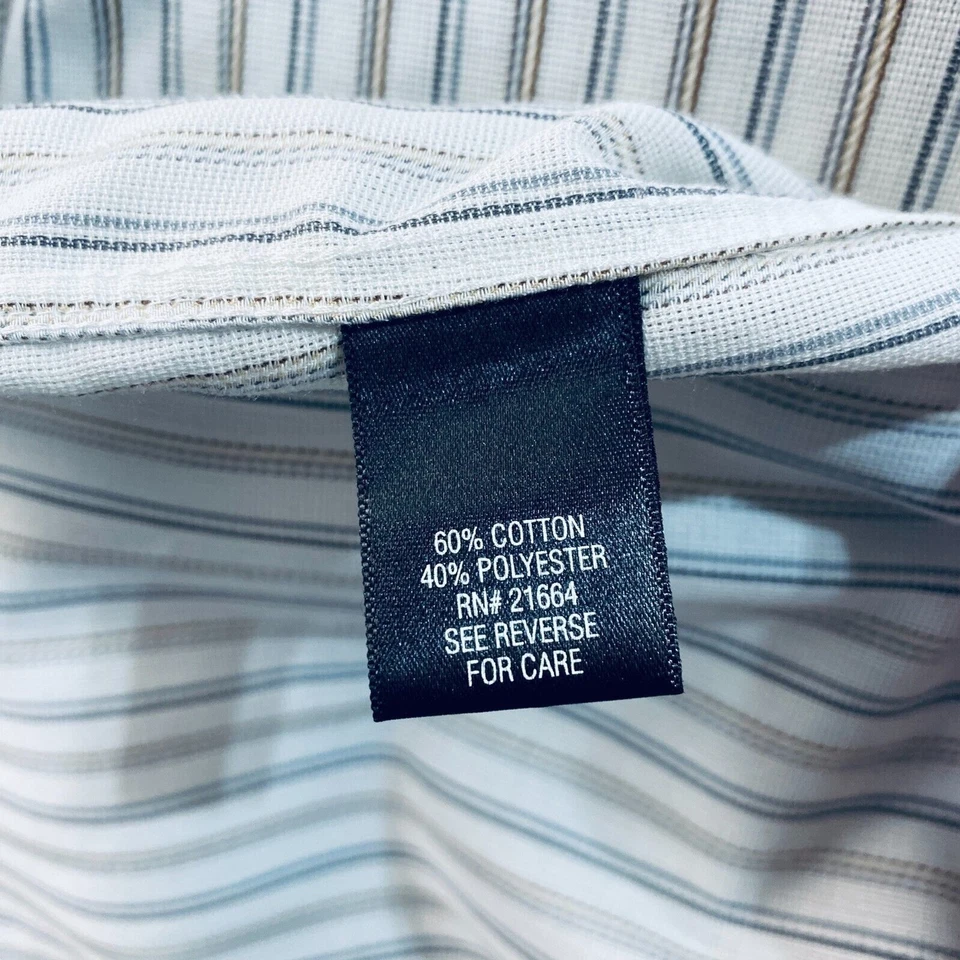 60% COTTON
40% POLYESTER
RN# 21664
SEE REVERSE
FOR CARE